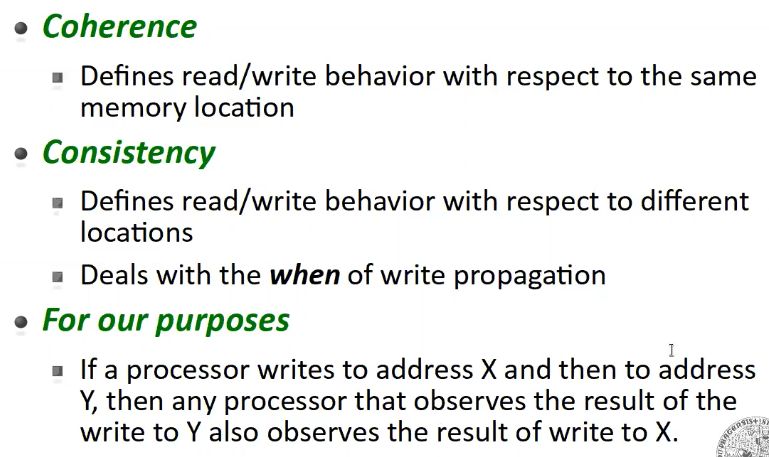 Coherence
Defines read/write behavior with respect to the same
memory location
Consistency
Defines read/write behavior with respect to different
locations
Deals with the when of write propagation
For our purposes
If a processor writes to address X and then to address
Y, then any processor that observes the result of the
write to Y also observes the result of write to X.